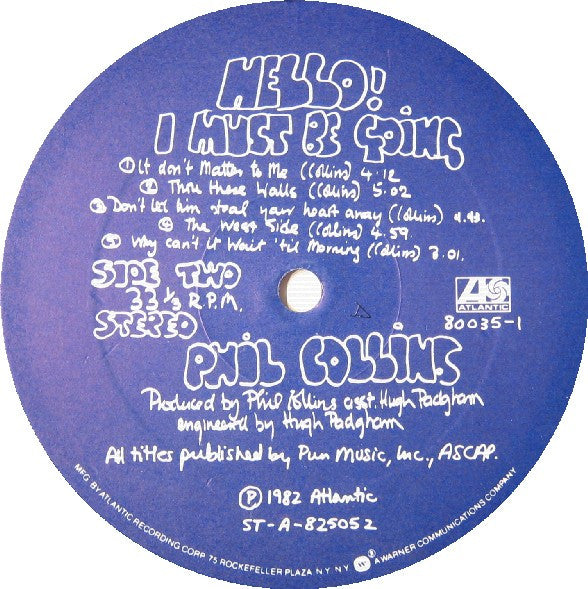 HELLO!
I MUST BE GOING
① It don't Matter to Me (Collins) 4.12
② Thru these Walls (Collins) 5.02
③ Don't let him steal your heart away (Collins) 4.43.
④ The West Side (Collins) 4.59
⑤ Why can't it Wait 'til Morning (Collins) 3.01.
SIDE TWO
33 ⅓ R.P.M.
STEREO
ATLANTIC
80035-1
PHIL COLLINS
Produced by Phil Collins asst. Hugh Padgham
engineered by Hugh Padgham
All titles published by Pun Music, Inc., ASCAP.
Ⓟ 1982 Atlantic
ST-A-825052
MFG BY ATLANTIC RECORDING CORP. 75 ROCKEFELLER PLAZA N.Y. N.Y. Ⓦ® A WARNER COMMUNICATIONS COMPANY